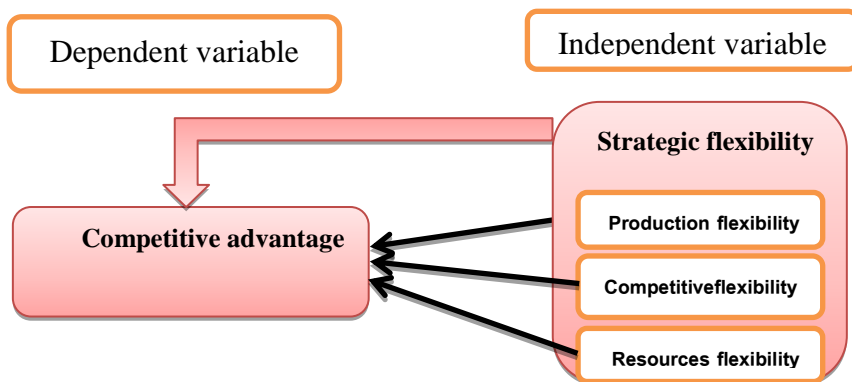 Dependent variable
Independent variable
Strategic flexibility
Competitive advantage
Production flexibility
Competitiveflexibility
Resources flexibility